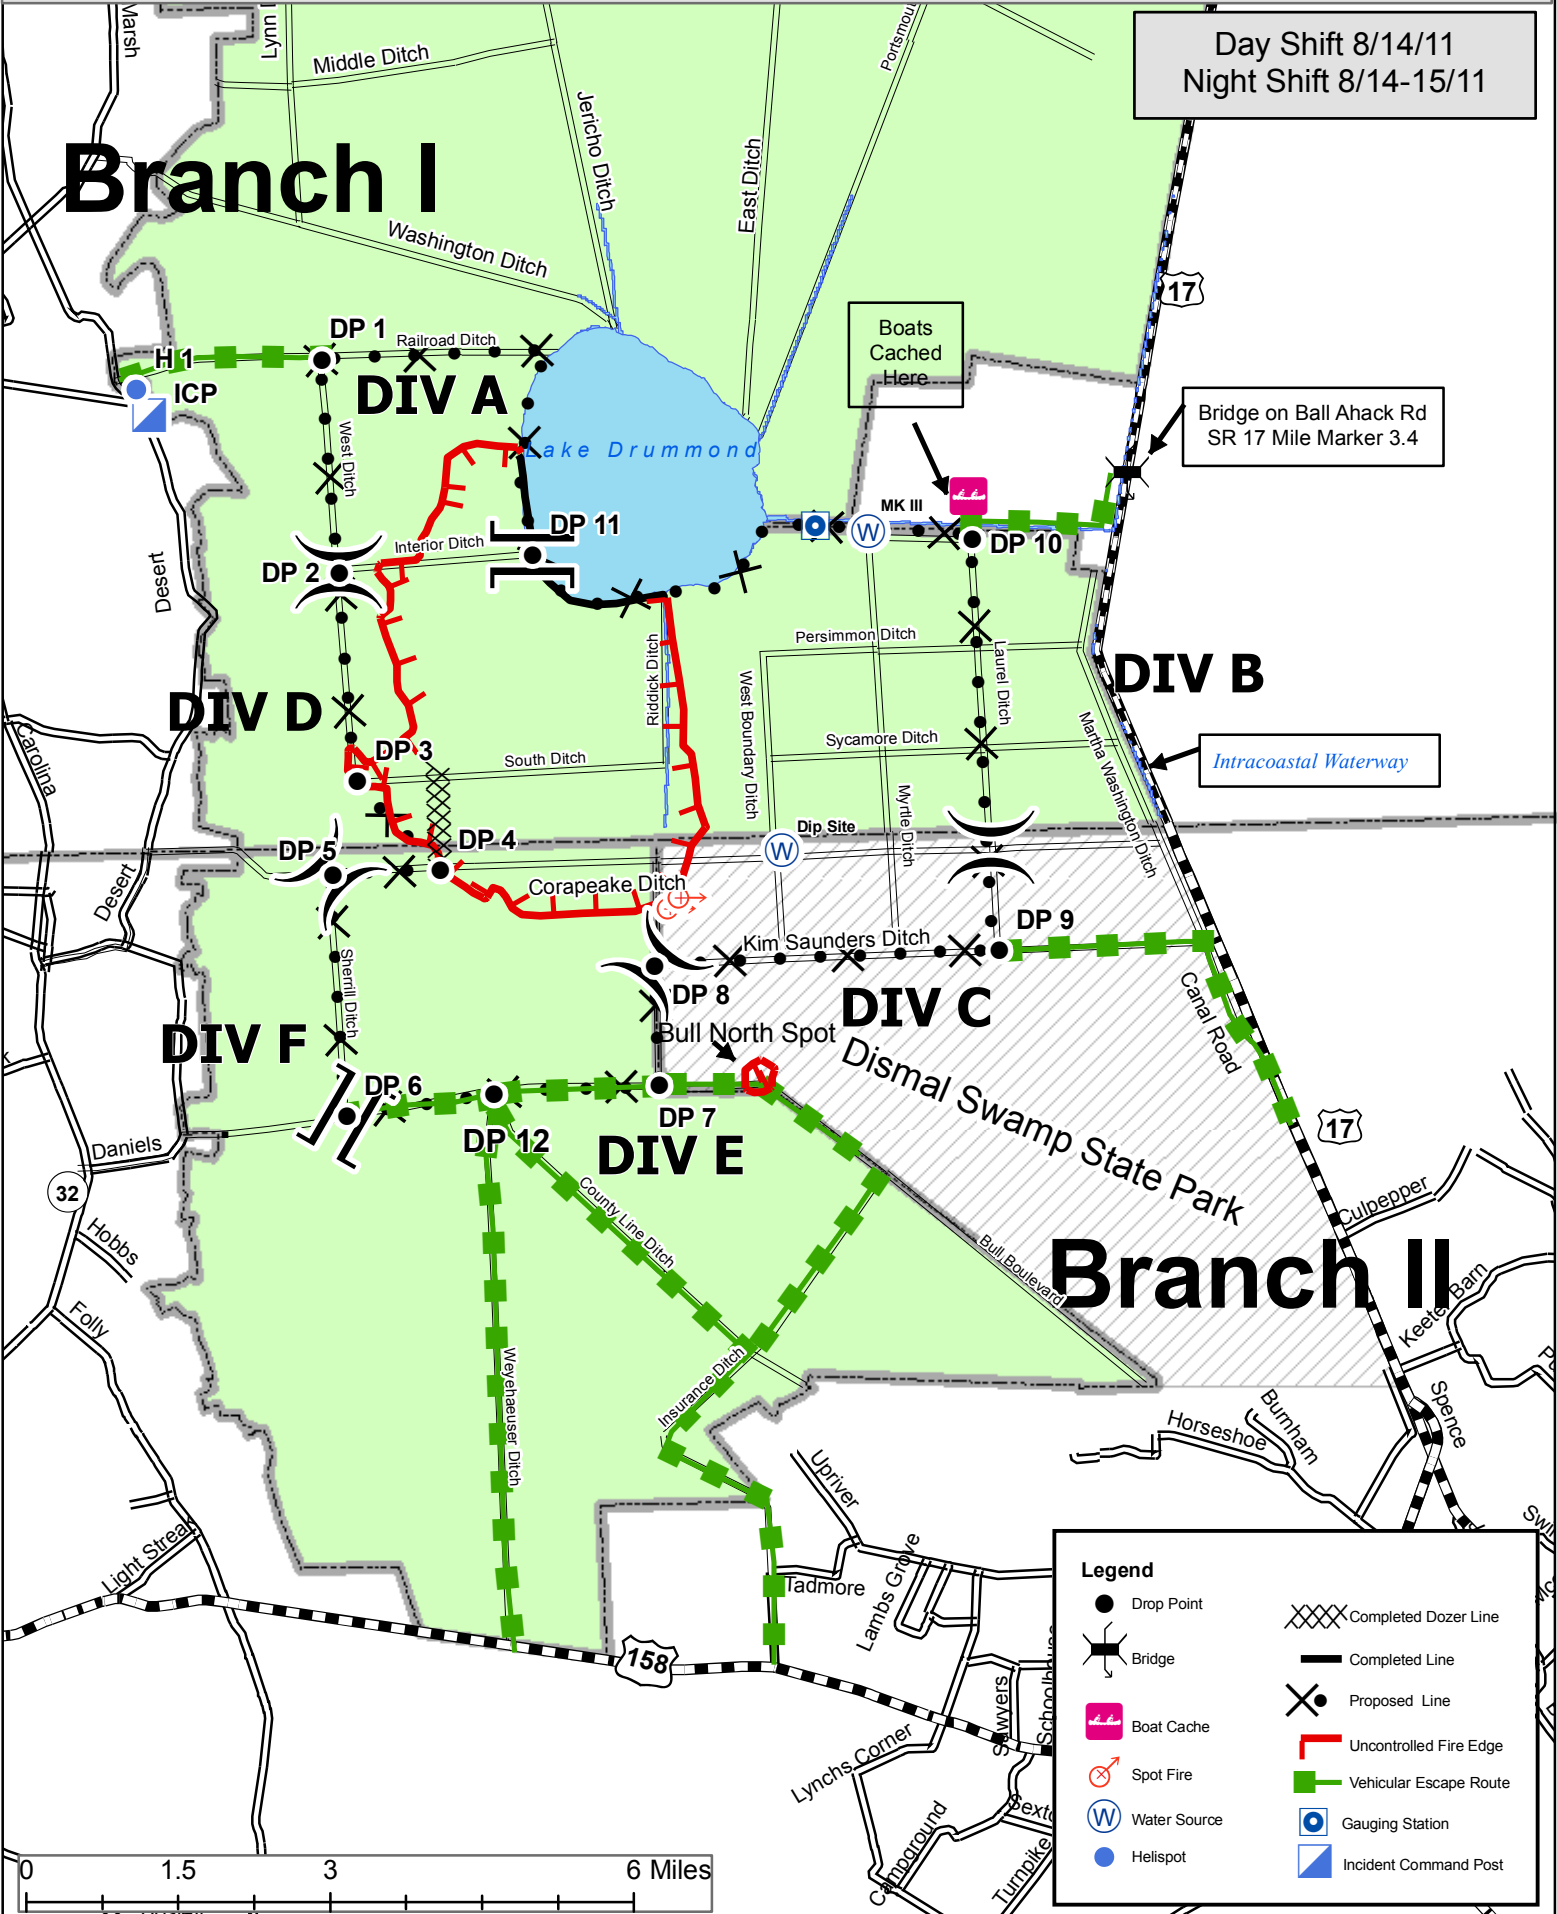 Day Shift 8/14/11
Night Shift 8/14-15/11
Marsh
Lynn
Middle Ditch
Jericho Ditch
Portsmou
East Ditch
Branch I
Washington Ditch
17
Boats
Cached
Here
Bridge on Ball Ahack Rd
SR 17 Mile Marker 3.4
H 1
ICP
DP 1
Railroad Ditch
DIV A
West Ditch
Lake Drummond
MK III
W
DP 10
DP 11
Interior Ditch
DP 2
Desert
Persimmon Ditch
Laurel Ditch
Riddick Ditch
West Boundary Ditch
DIV B
DIV D
Martha Washington Ditch
Sycamore Ditch
Intracoastal Waterway
Carolina
DP 3
South Ditch
Myrtle Ditch
Dip Site
W
DP 4
DP 5
Desert
Corapeake Ditch
DP 9
Kim Saunders Ditch
DP 8
Sherrill Ditch
DIV C
Canal Road
DIV F
Bull North Spot
Dismal Swamp State Park
DP 6
DP 7
DP 12
DIV E
17
Daniels
32
County Line Ditch
Culpepper
Hobbs
Bull Boulevard
Branch II
Keeter Barn
Folly
Weyehaeuser Ditch
Insurance Ditch
Spence
Burnham
Horseshoe
Upriver
Light Streak
Tadmore
Lambs Grove
158
Sawyers
Schoolhouse
Lynchs Corner
Campground
Turnpike
Legend
Drop Point
Bridge
Boat Cache
Spot Fire
W Water Source
Helispot
Completed Dozer Line
Completed Line
Proposed Line
Uncontrolled Fire Edge
Vehicular Escape Route
Gauging Station
Incident Command Post
0 1.5 3 6 Miles